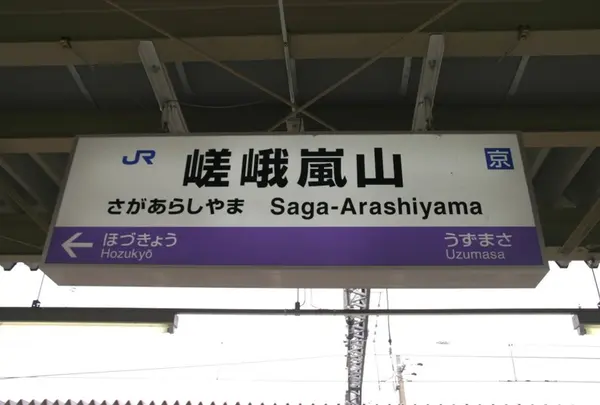 JR 嵯峨嵐山 京
さがあらしやま Saga-Arashiyama
ほづきょう うずまさ
Hozukyō Uzumasa